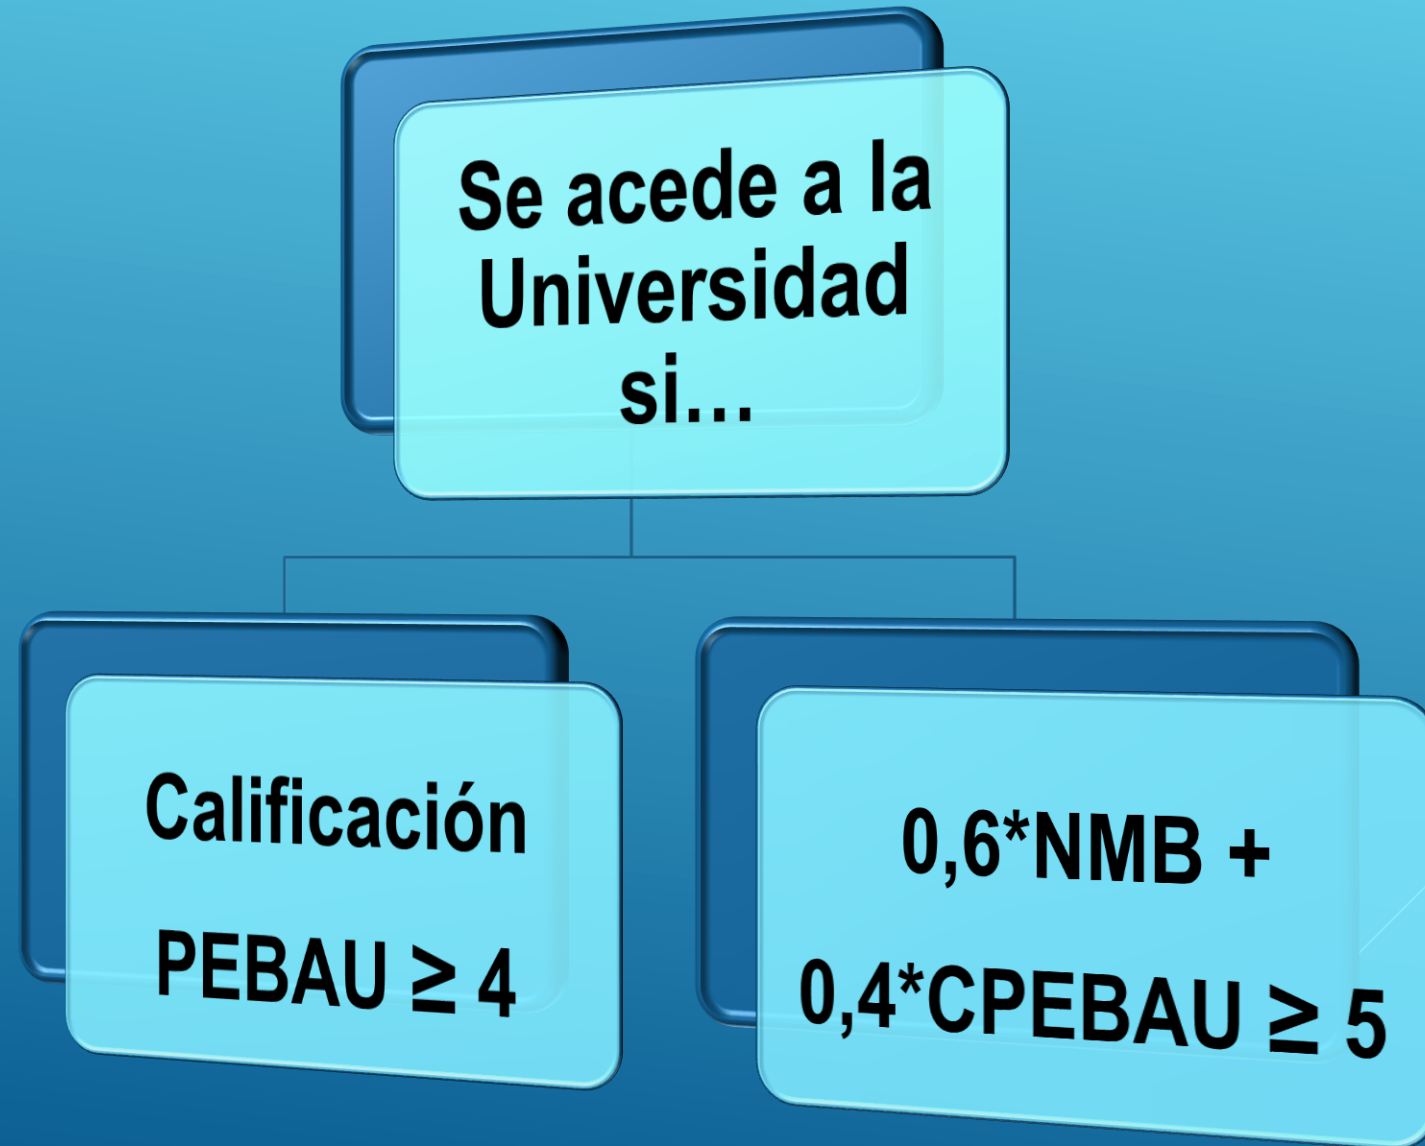 Se acede a la
Universidad
si...
Calificación
PEBAU ≥ 4
0,6*NMB +
0,4*CPEBAU ≥ 5